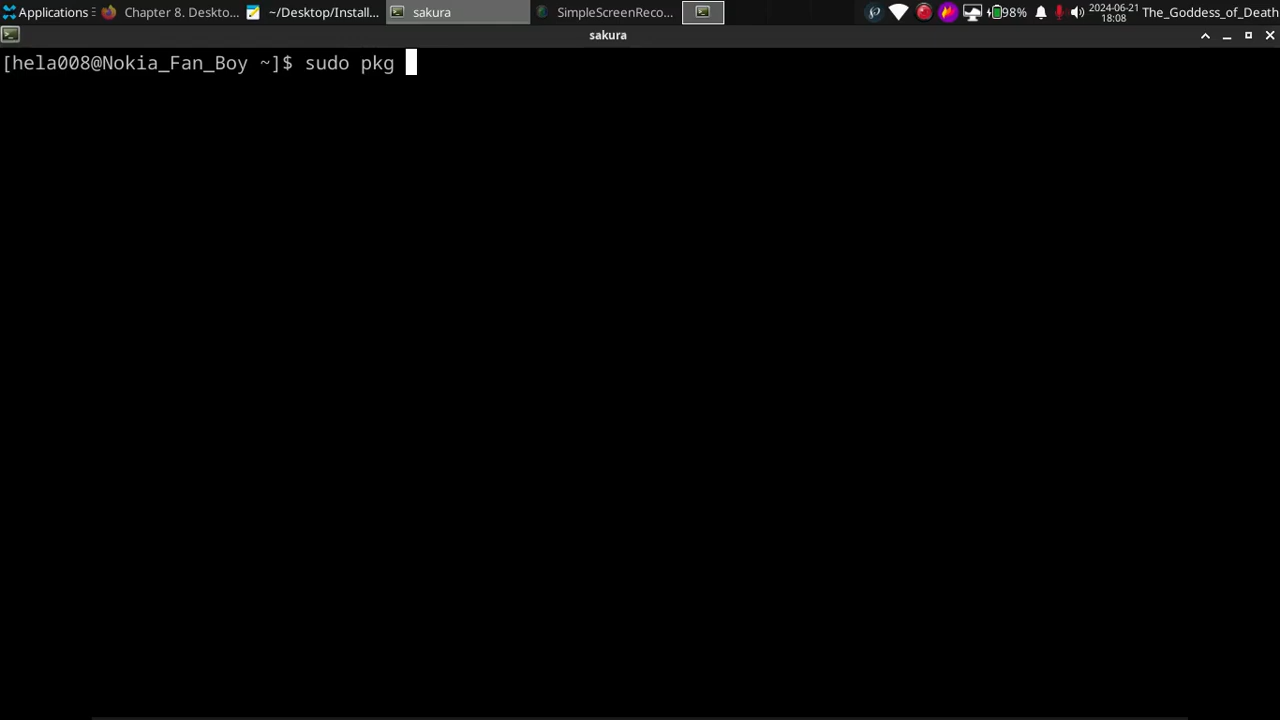 Applications
Chapter 8. Deskto...
~/Desktop/Install...
sakura
SimpleScreenReco...
98%
2024-06-21
18:08
The_Goddess_of_Death
sakura
[hela008@Nokia_Fan_Boy ~]$ sudo pkg